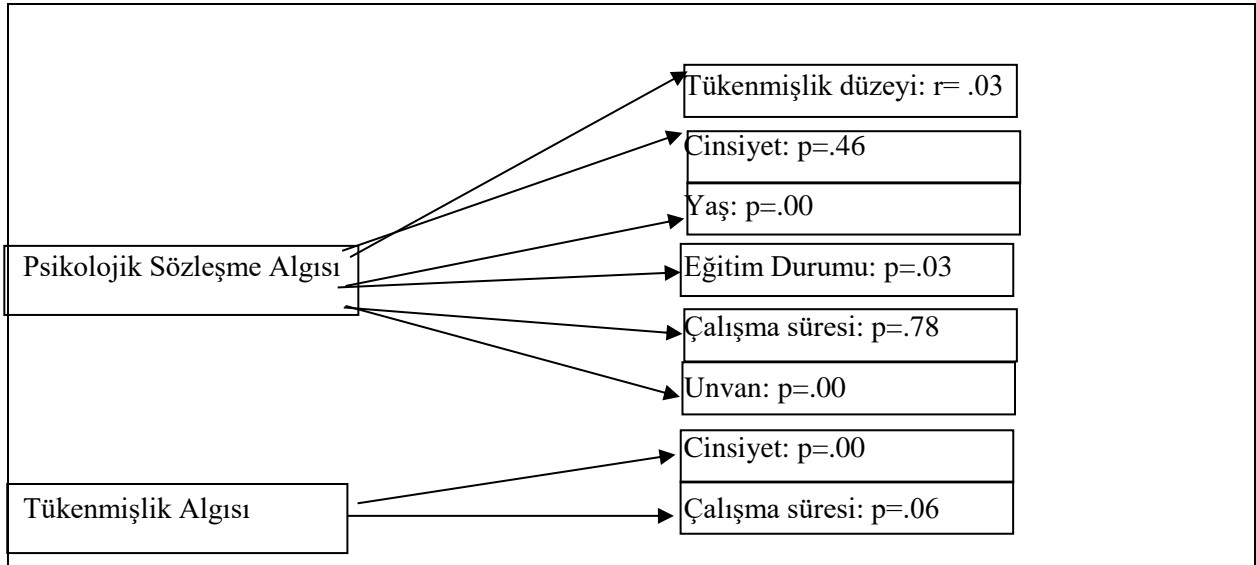 Tükenmişlik düzeyi: r= .03
Cinsiyet: p=.46
Yaş: p=.00
Psikolojik Sözleşme Algısı
Eğitim Durumu: p=.03
Çalışma süresi: p=.78
Unvan: p=.00
Cinsiyet: p=.00
Tükenmişlik Algısı
Çalışma süresi: p=.06